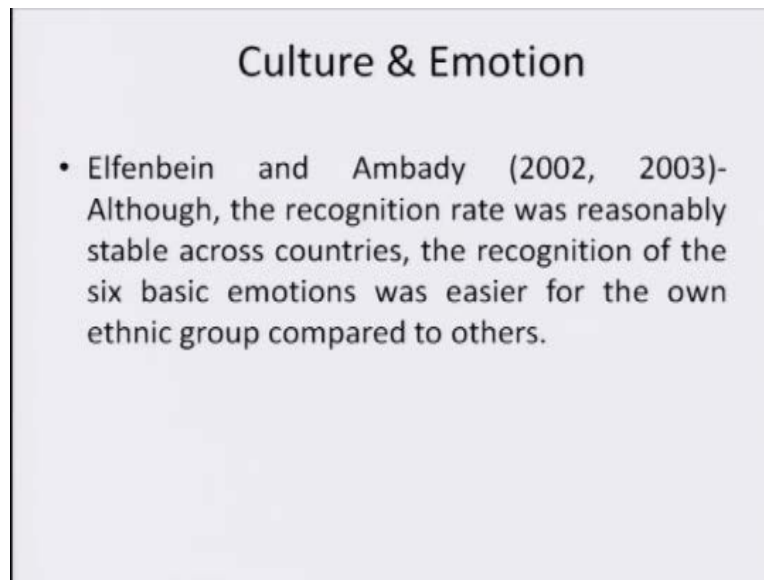 Culture & Emotion
• Elfenbein and Ambady (2002, 2003)-
Although, the recognition rate was reasonably
stable across countries, the recognition of the
six basic emotions was easier for the own
ethnic group compared to others.